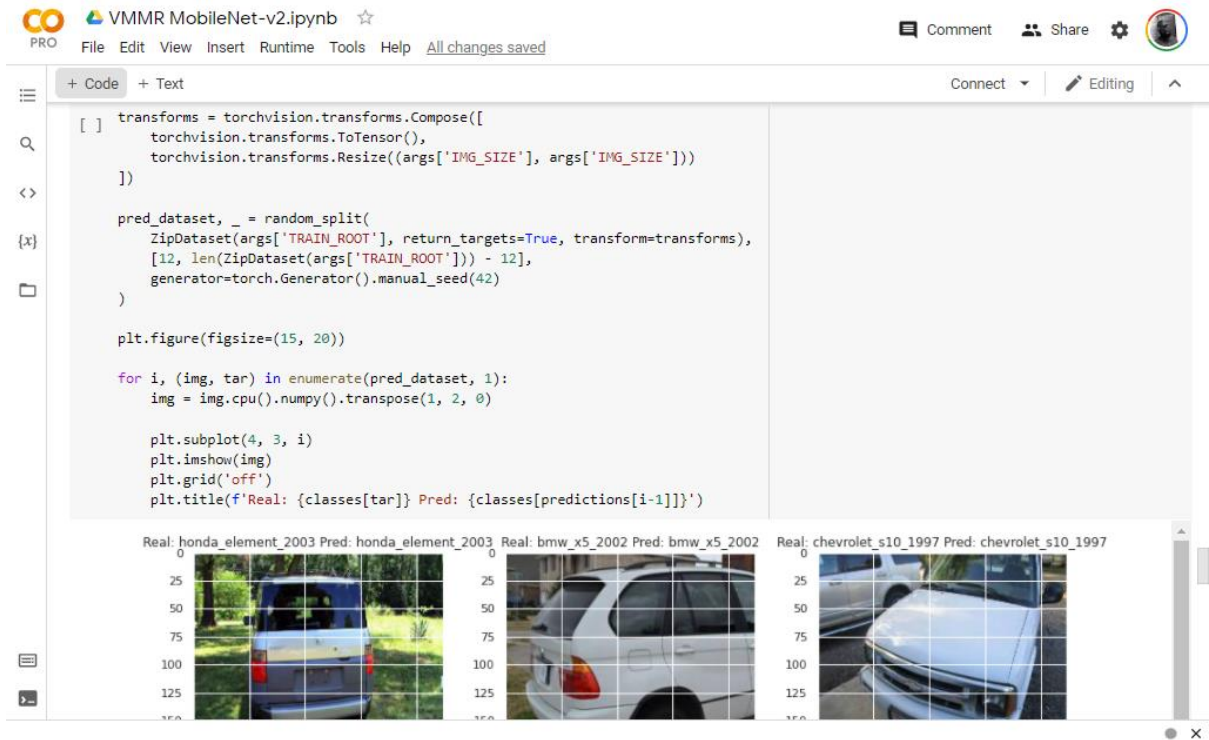 CO
PRO
VMMR MobileNet-v2.ipynb
File Edit View Insert Runtime Tools Help All changes saved
Comment Share
+ Code + Text
Connect Editing
[ ] transforms = torchvision.transforms.Compose([
torchvision.transforms.ToTensor(),
torchvision.transforms.Resize((args['IMG_SIZE'], args['IMG_SIZE']))
])
pred_dataset, _ = random_split(
ZipDataset(args['TRAIN_ROOT'], return_targets=True, transform=transforms),
[12, len(ZipDataset(args['TRAIN_ROOT'])) - 12],
generator=torch.Generator().manual_seed(42)
)
plt.figure(figsize=(15, 20))
for i, (img, tar) in enumerate(pred_dataset, 1):
img = img.cpu().numpy().transpose(1, 2, 0)
plt.subplot(4, 3, i)
plt.imshow(img)
plt.grid('off')
plt.title(f'Real: {classes[tar]} Pred: {classes[predictions[i-1]]}')
Real: honda_element_2003 Pred: honda_element_2003 Real: bmw_x5_2002 Pred: bmw_x5_2002 Real: chevrolet_s10_1997 Pred: chevrolet_s10_1997
0 0 0
25 25 25
50 50 50
75 75 75
100 100 100
125 125 125
150 150 150